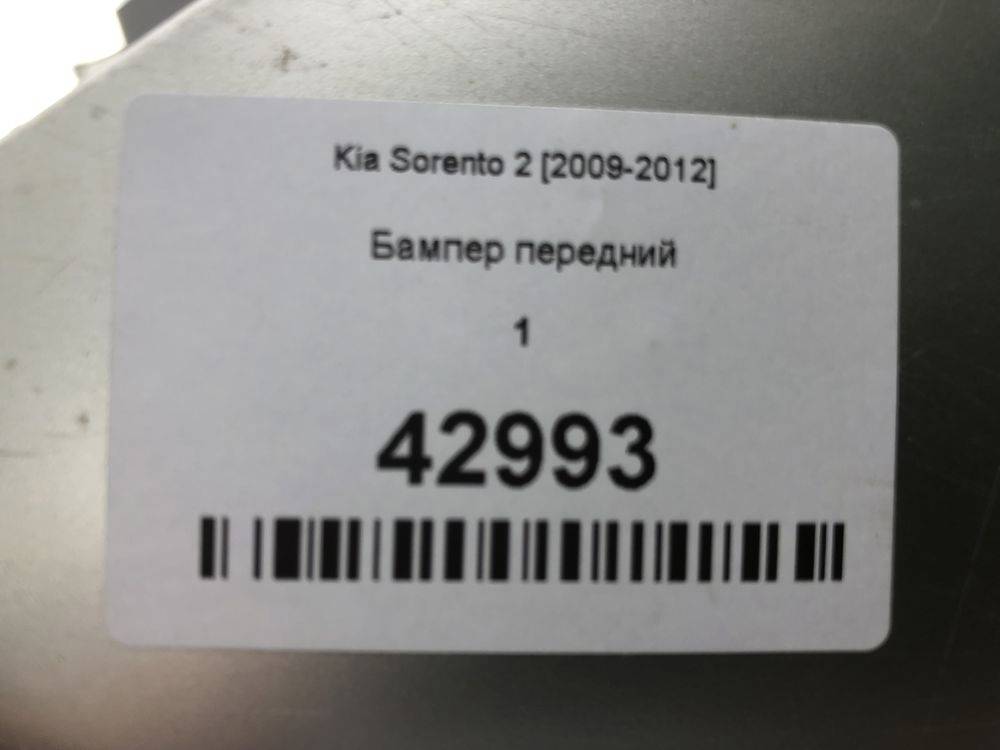 Kia Sorento 2 [2009-2012]
Бампер передний
1
42993